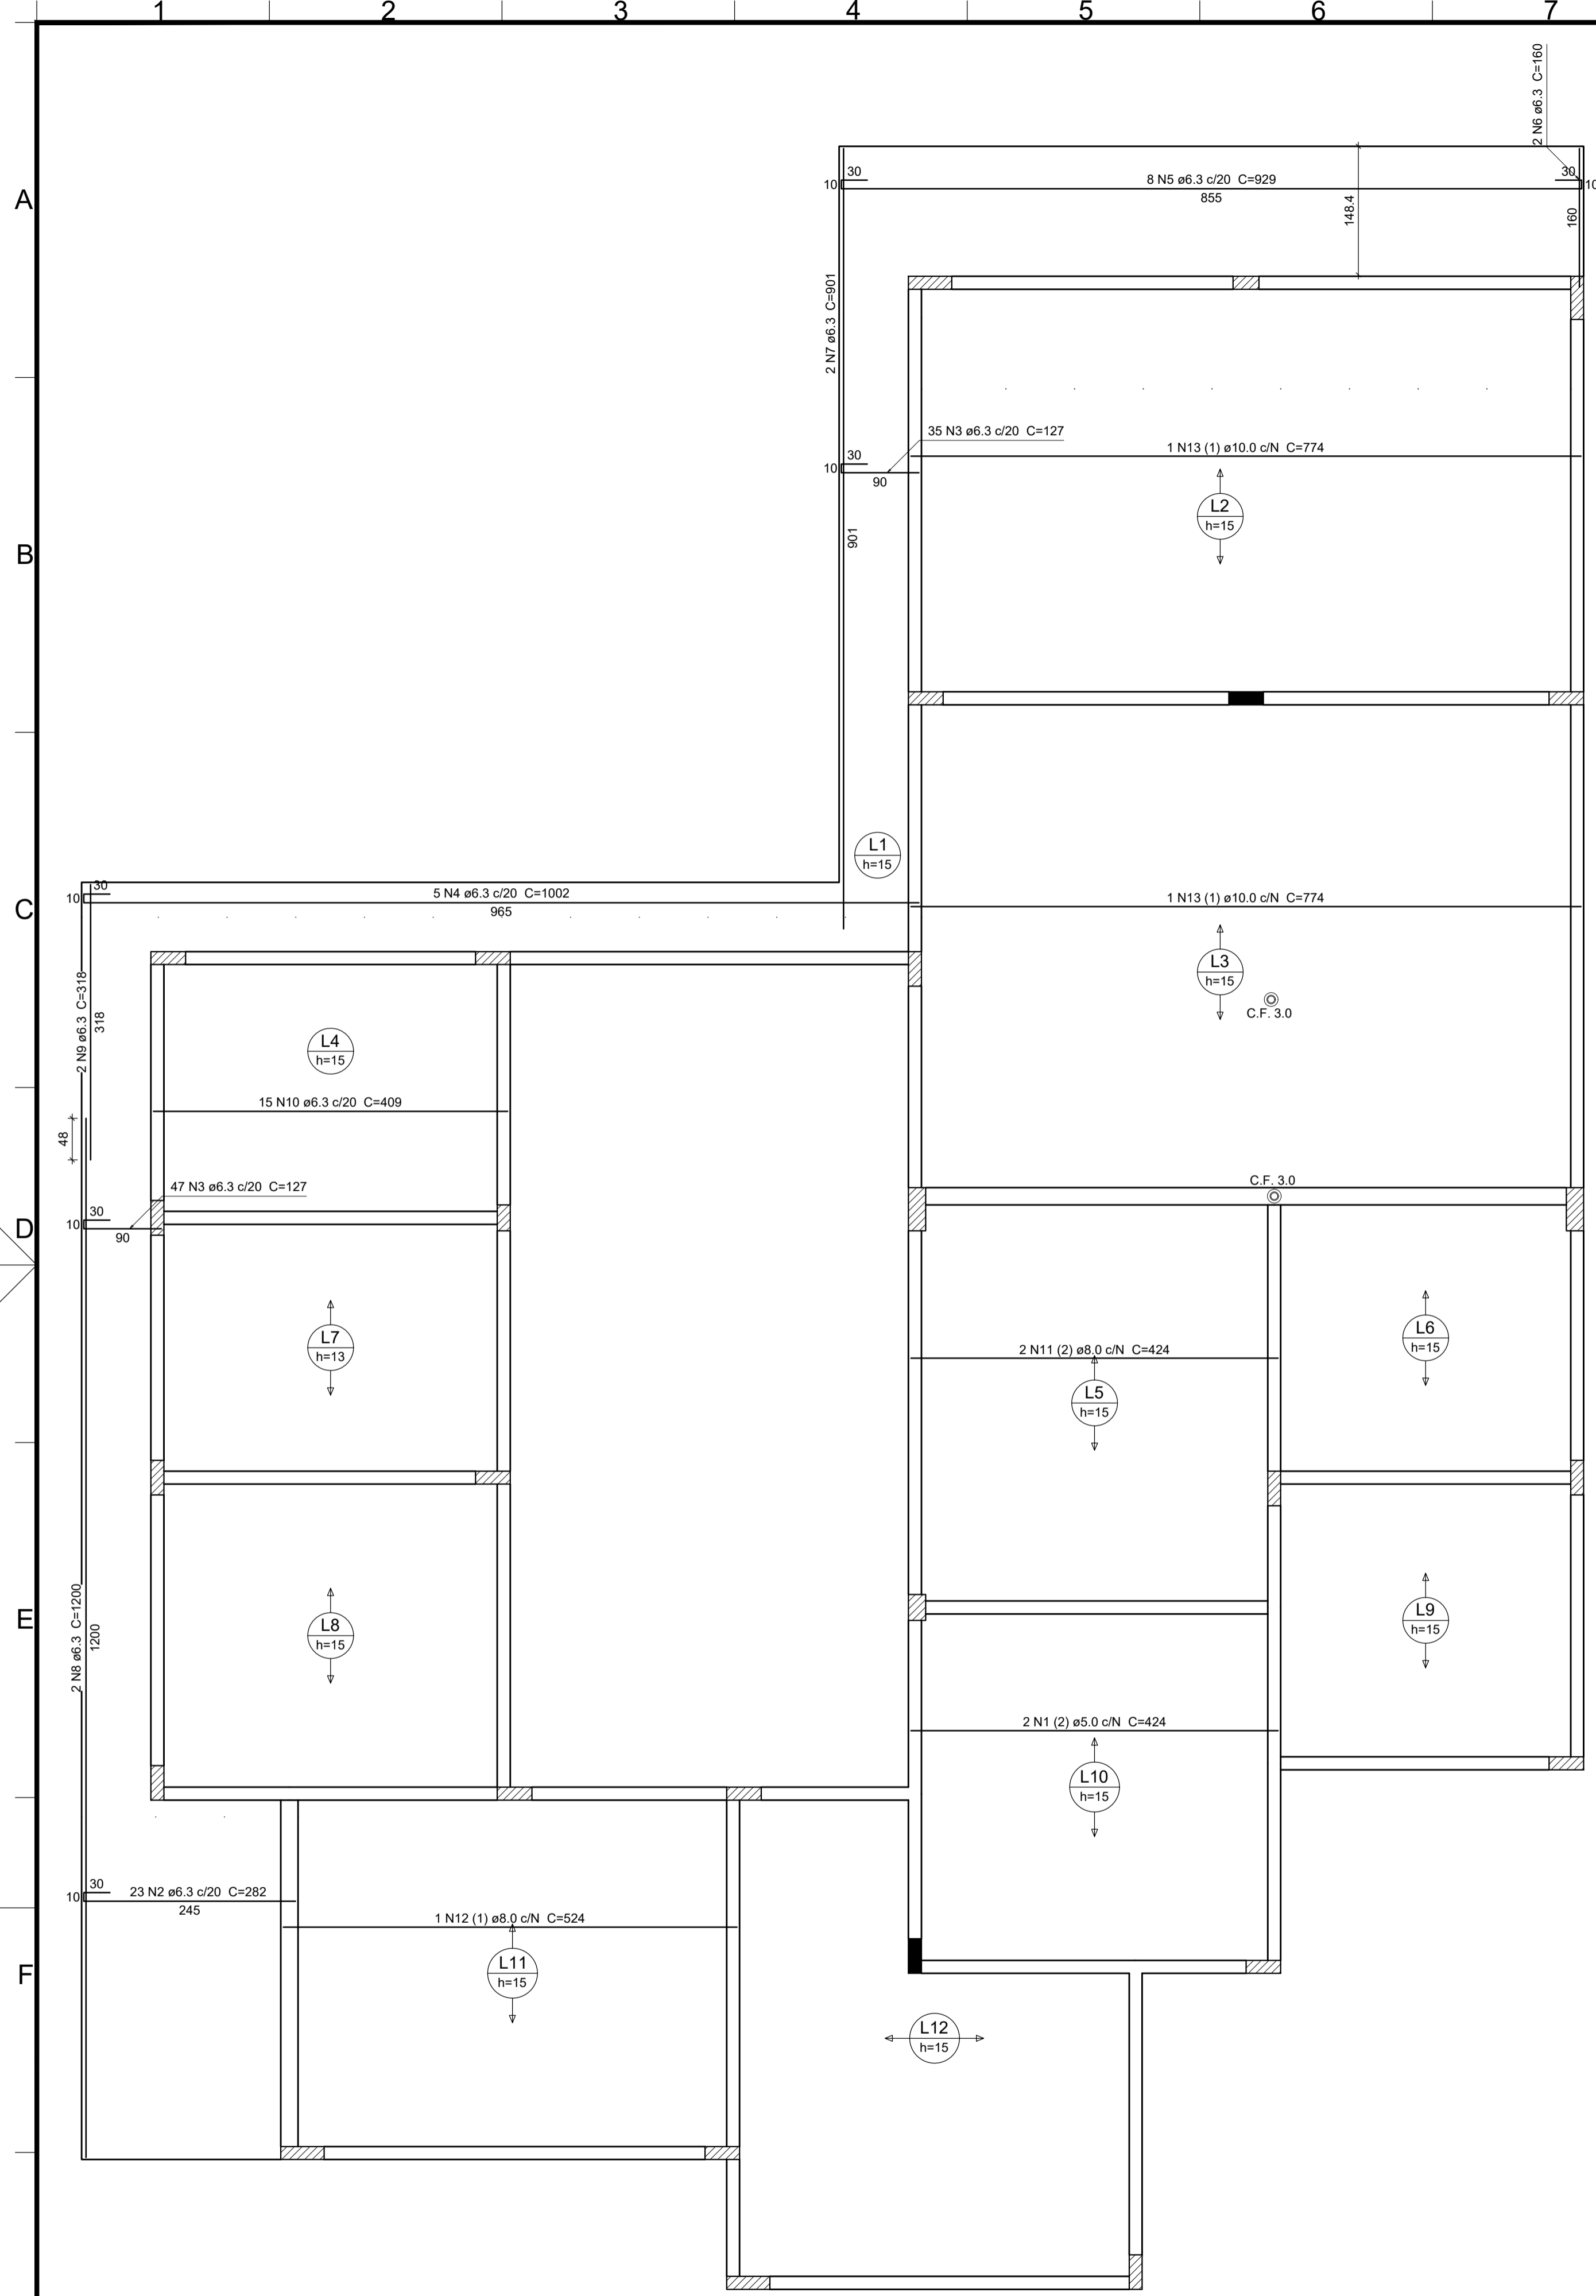 1 2 3 4 5 6 7
2 N6 ø6.3 C=160
A
30
10
8 N5 ø6.3 c/20 C=929
855
30
10
148.4
160
2 N7 ø6.3 C=901
901
35 N3 ø6.3 c/20 C=127
30
10
90
1 N13 (1) ø10.0 c/N C=774
L2
h=15
B
L1
h=15
C
30
10
5 N4 ø6.3 c/20 C=1002
965
1 N13 (1) ø10.0 c/N C=774
L3
h=15
C.F. 3.0
2 N9 ø6.3 C=318
318
L4
h=15
15 N10 ø6.3 c/20 C=409
48
47 N3 ø6.3 c/20 C=127
C.F. 3.0
D
30
10
90
L7
h=13
L6
h=15
2 N11 (2) ø8.0 c/N C=424
L5
h=15
E
2 N8 ø6.3 C=1200
1200
L8
h=15
L9
h=15
2 N1 (2) ø5.0 c/N C=424
L10
h=15
30
10
23 N2 ø6.3 c/20 C=282
245
1 N12 (1) ø8.0 c/N C=524
F
L11
h=15
L12
h=15